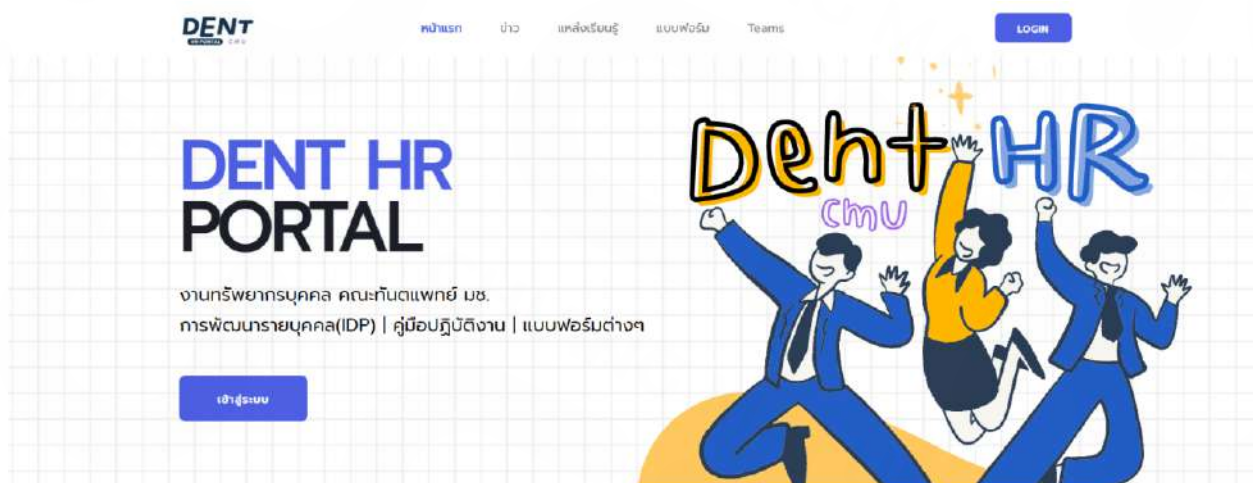 DENT
HR PORTAL CMU
หน้าแรก ข่าว แหล่งเรียนรู้ แบบฟอร์ม Teams
LOGIN
DENT HR
PORTAL
งานทรัพยากรบุคคล คณะทันตแพทย์ มช.
การพัฒนารายบุคคล(IDP) | คู่มือปฏิบัติงาน | แบบฟอร์มต่างๆ
เข้าสู่ระบบ
Dent HR
CMU